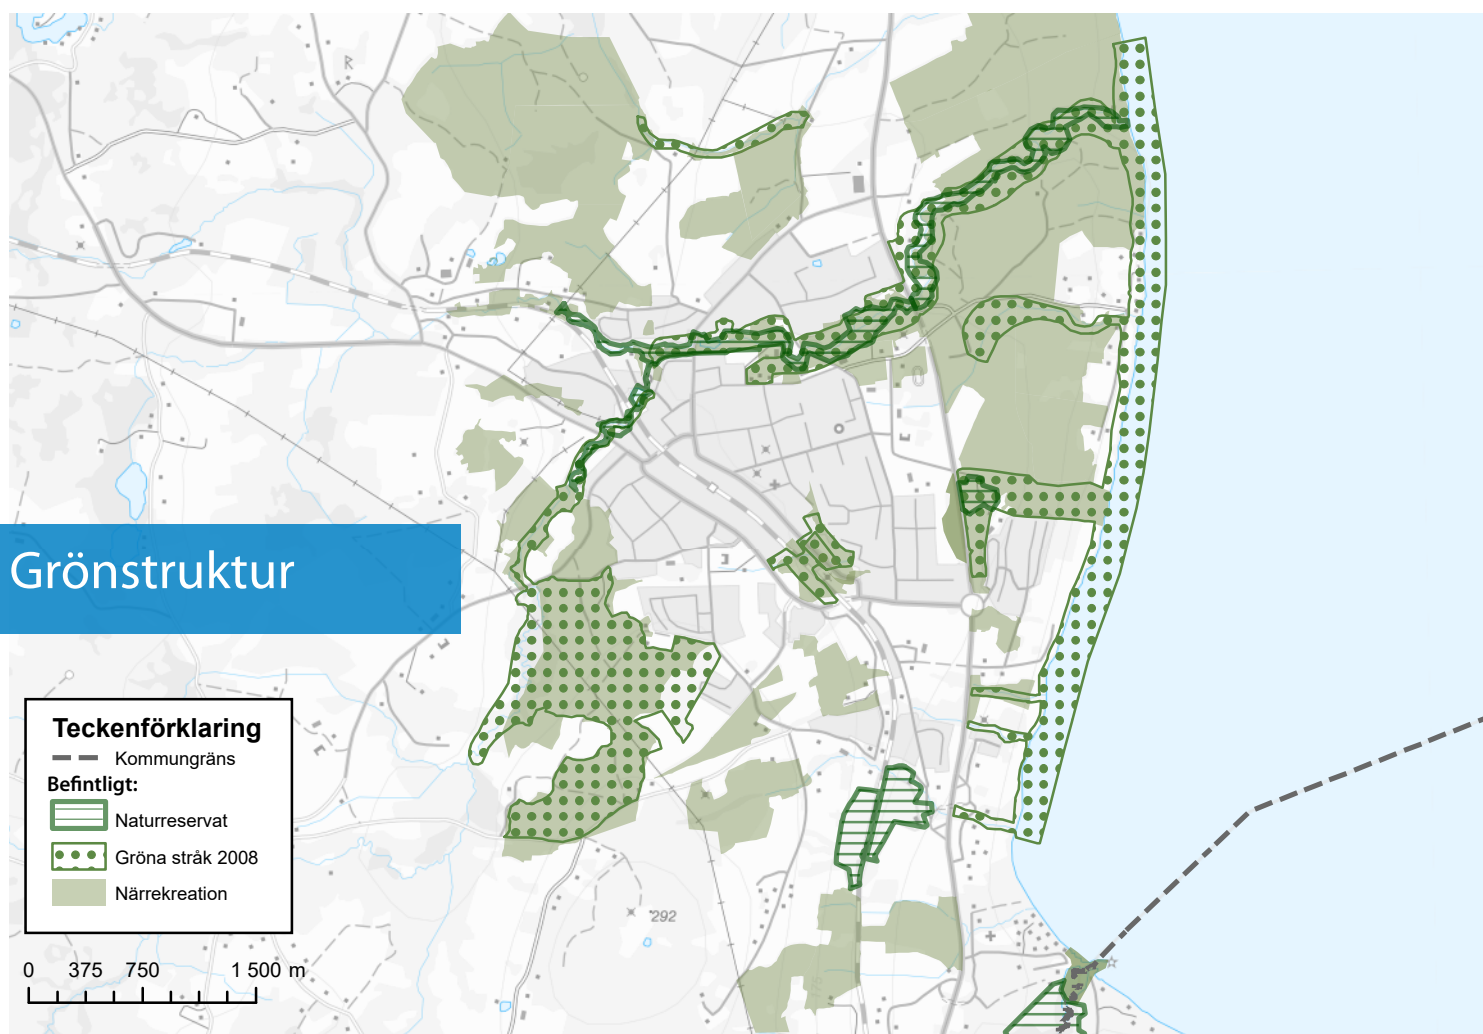 R
Grönstruktur
Teckenförklaring
Kommungräns
Befintligt:
Naturreservat
Gröna stråk 2008
Närrekreation
0 375 750 1 500 m
292